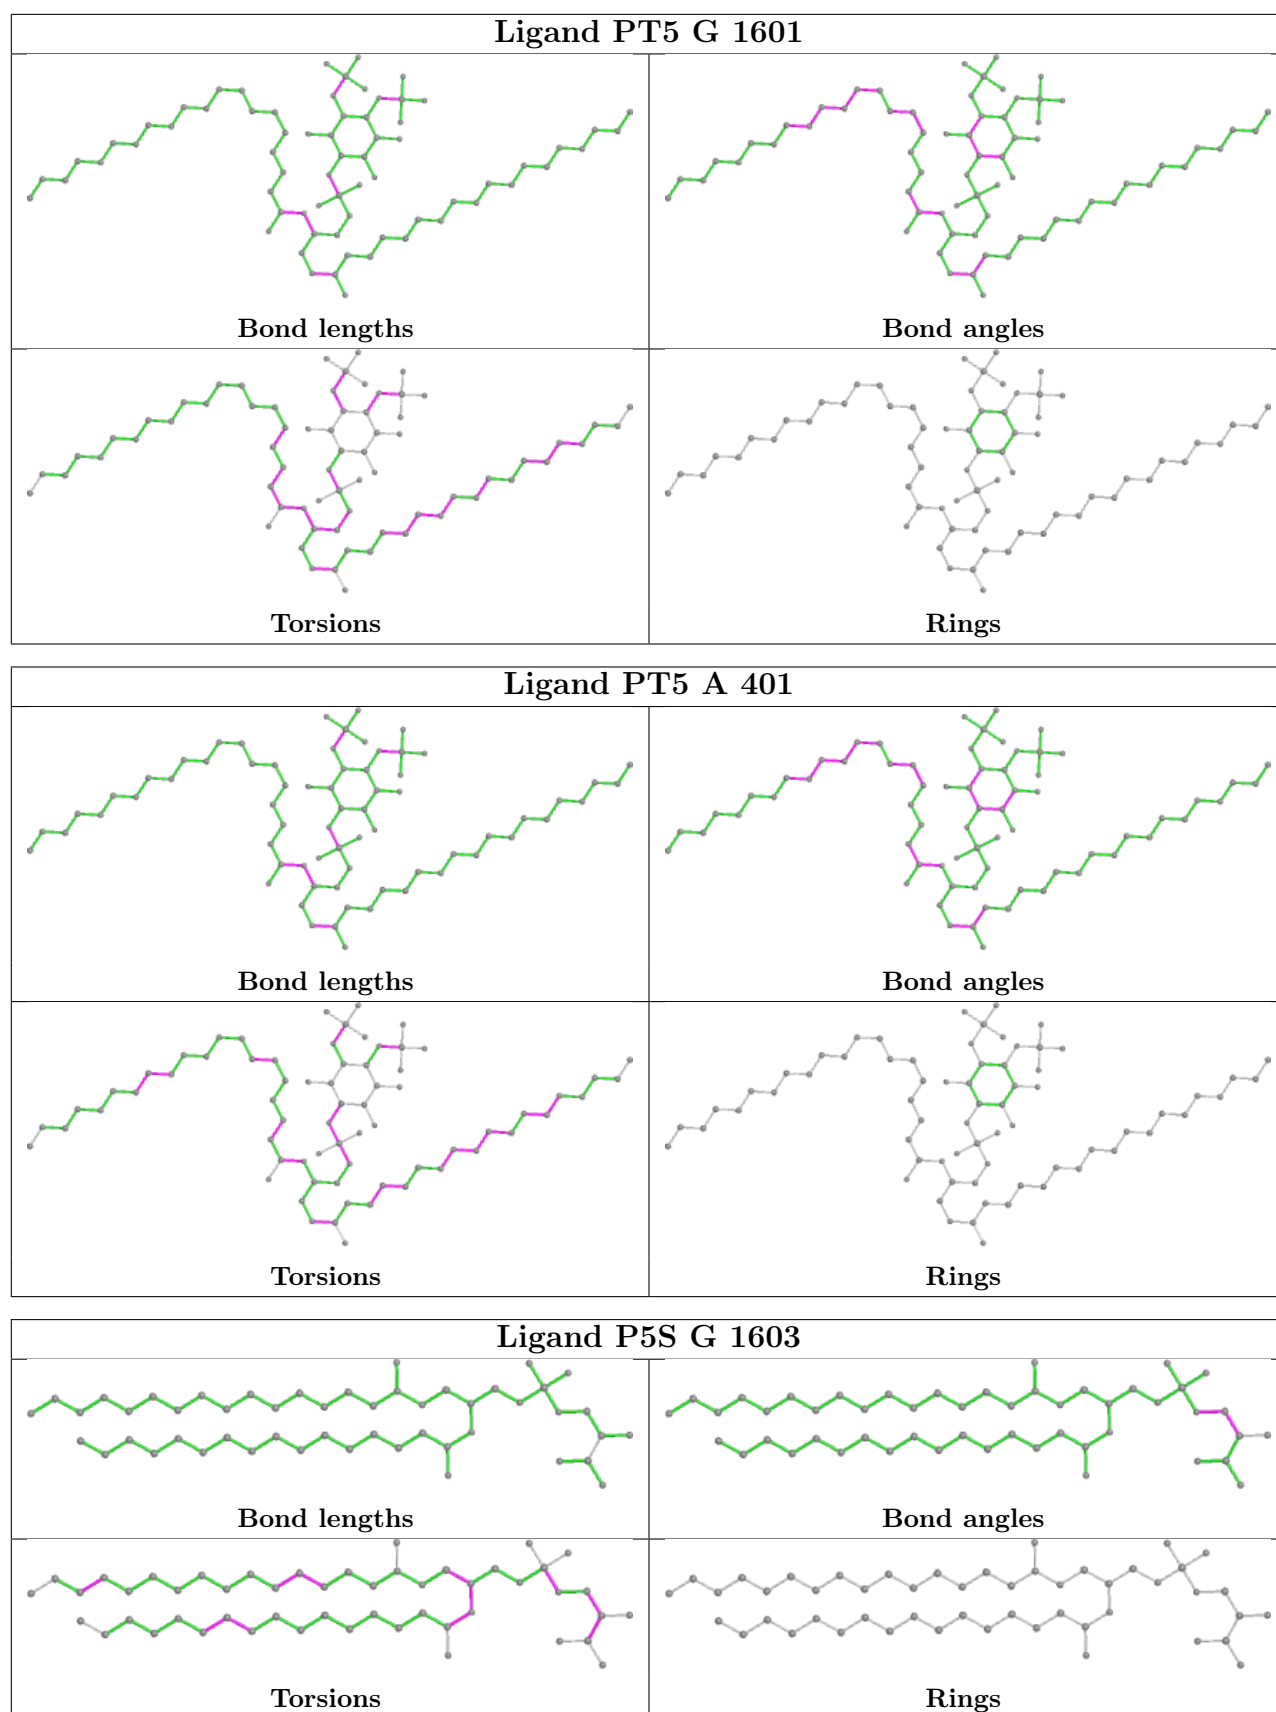 Ligand PT5 G 1601
Bond lengths
Bond angles
Torsions
Rings
Ligand PT5 A 401
Bond lengths
Bond angles
Torsions
Rings
Ligand P5S G 1603
Bond lengths
Bond angles
Torsions
Rings